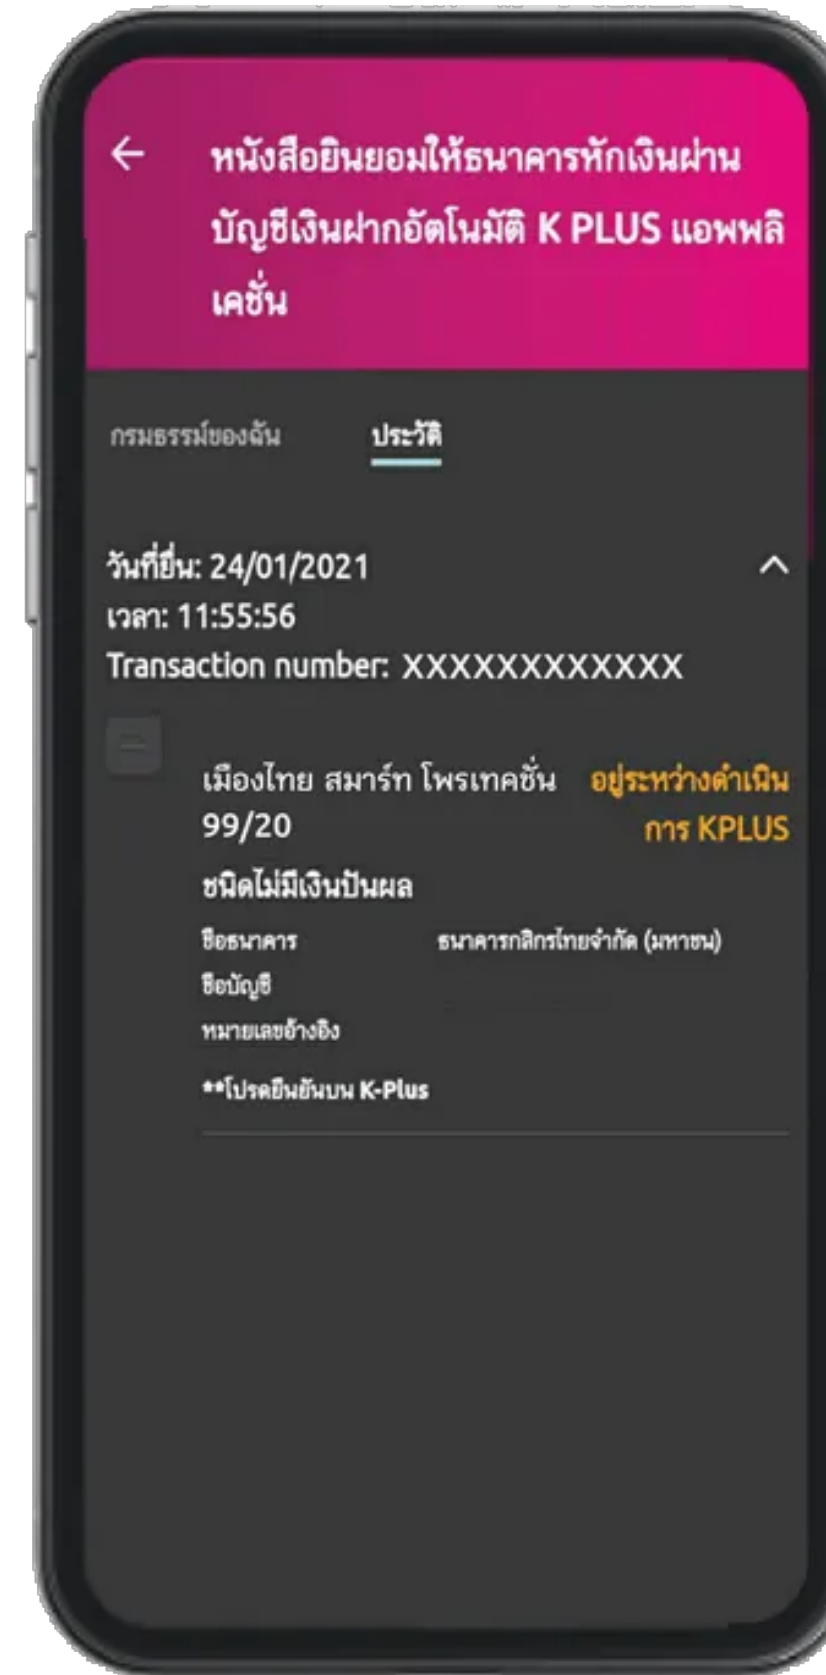 หนังสือยินยอมให้ธนาคารหักเงินผ่าน
บัญชีเงินฝากอัตโนมัติ K PLUS แอพพลิ
เคชั่น
กรมธรรม์ของฉัน ประวัติ
วันที่ยื่น: 24/01/2021
เวลา: 11:55:56
Transaction number: XXXXXXXXXXXX
เมืองไทย สมาร์ท โพรเทคชั่น อยู่ระหว่างดำเนิน
99/20 การ KPLUS
ชนิดไม่มีเงินปันผล
ชื่อธนาคาร ธนาคารกสิกรไทยจำกัด (มหาชน)
ชื่อบัญชี
หมายเลขอ้างอิง
**โปรดยืนยันบน K-Plus